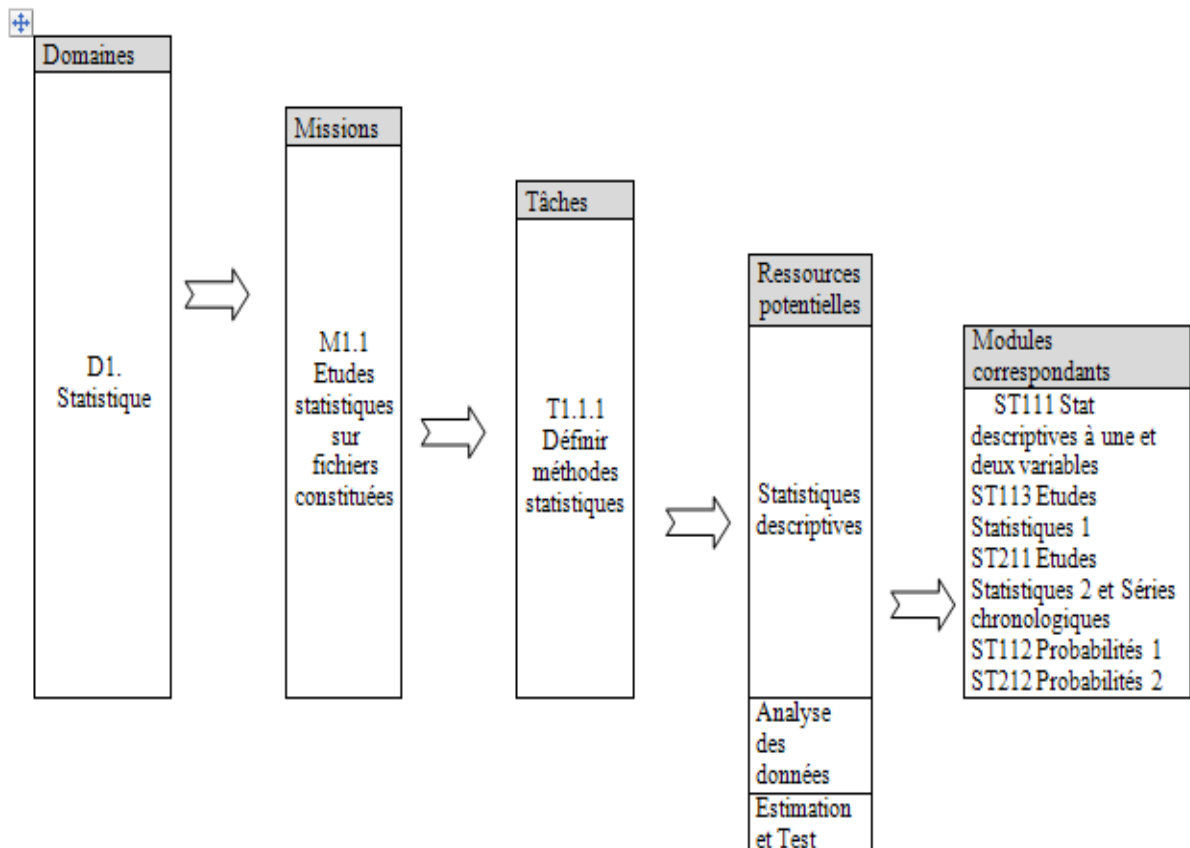 Domaines
D1.
Statistique
Missions
M1.1
Etudes
statistiques
sur
fichiers
constituées
Tâches
T1.1.1
Définir
méthodes
statistiques
Ressources
potentielles
Statistiques
descriptives
Analyse
des
données
Estimation
et Test
Modules
correspondants
ST111 Stat
descriptives à une et
deux variables
ST113 Etudes
Statistiques 1
ST211 Etudes
Statistiques 2 et Séries
chronologiques
ST112 Probabilités 1
ST212 Probabilités 2